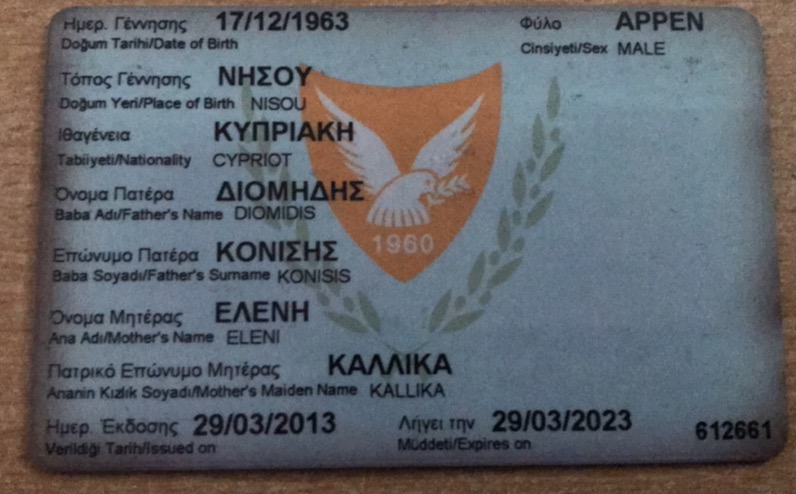 Ημερ. Γέννησης 17/12/1963 Φύλο ΑΡΡΕΝ
Doğum Tarihi/Date of Birth Cinsiyeti/Sex MALE
Τόπος Γέννησης ΝΗΣΟΥ
Doğum Yeri/Place of Birth NISOU
Ιθαγένεια ΚΥΠΡΙΑΚΗ
Tabiiyeti/Nationality CYPRIOT
Όνομα Πατέρα ΔΙΟΜΗΔΗΣ
Baba Adı/Father's Name DIOMIDIS
Επώνυμο Πατέρα ΚΟΝΙΣΗΣ
Baba Soyadı/Father's Surname KONISIS
1960
Όνομα Μητέρας ΕΛΕΝΗ
Ana Adı/Mother's Name ELENI
Πατρικό Επώνυμο Μητέρας ΚΑΛΛΙΚΑ
Ananin Kızlık Soyadı/Mother's Maiden Name KALLIKA
Ημερ. Έκδοσης 29/03/2013 Λήγει την 29/03/2023
Verildiği Tarih/Issued on Müddeti/Expires on 612661